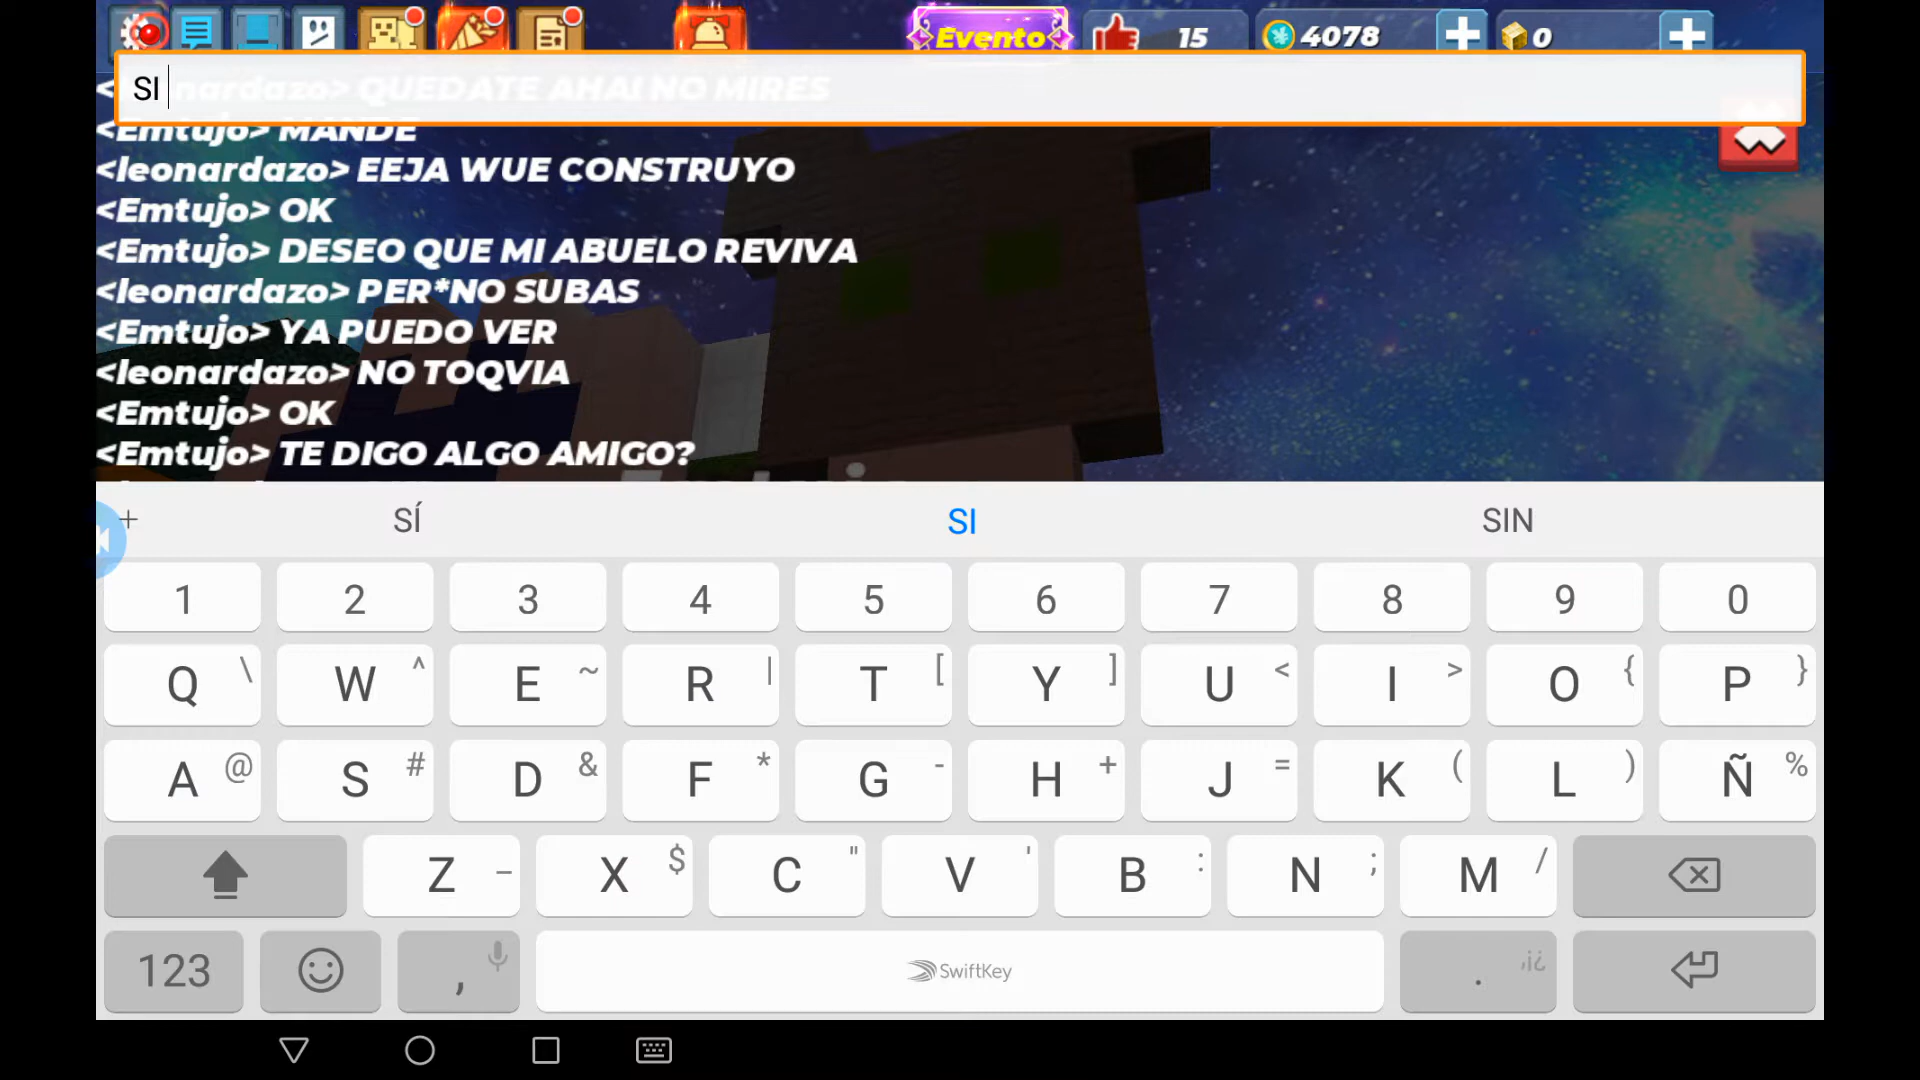 Evento
15
4078
0
SI
<leonardazo> QUEDATE AHAI NO MIRES
<Emtujo> MANDE
<leonardazo> EEJA WUE CONSTRUYO
<Emtujo> OK
<Emtujo> DESEO QUE MI ABUELO REVIVA
<leonardazo> PER*NO SUBAS
<Emtujo> YA PUEDO VER
<leonardazo> NO TOQVIA
<Emtujo> OK
<Emtujo> TE DIGO ALGO AMIGO?
+ SÍ SI SIN
1 2 3 4 5 6 7 8 9 0
Q \ W ^ E ~ R | T [ Y ] U < I > O { P }
A @ S # D & F * G - H + J = K ( L ) Ñ %
Z _ X $ C " V ' B : N ; M /
123 , SwiftKey . ,¡¿